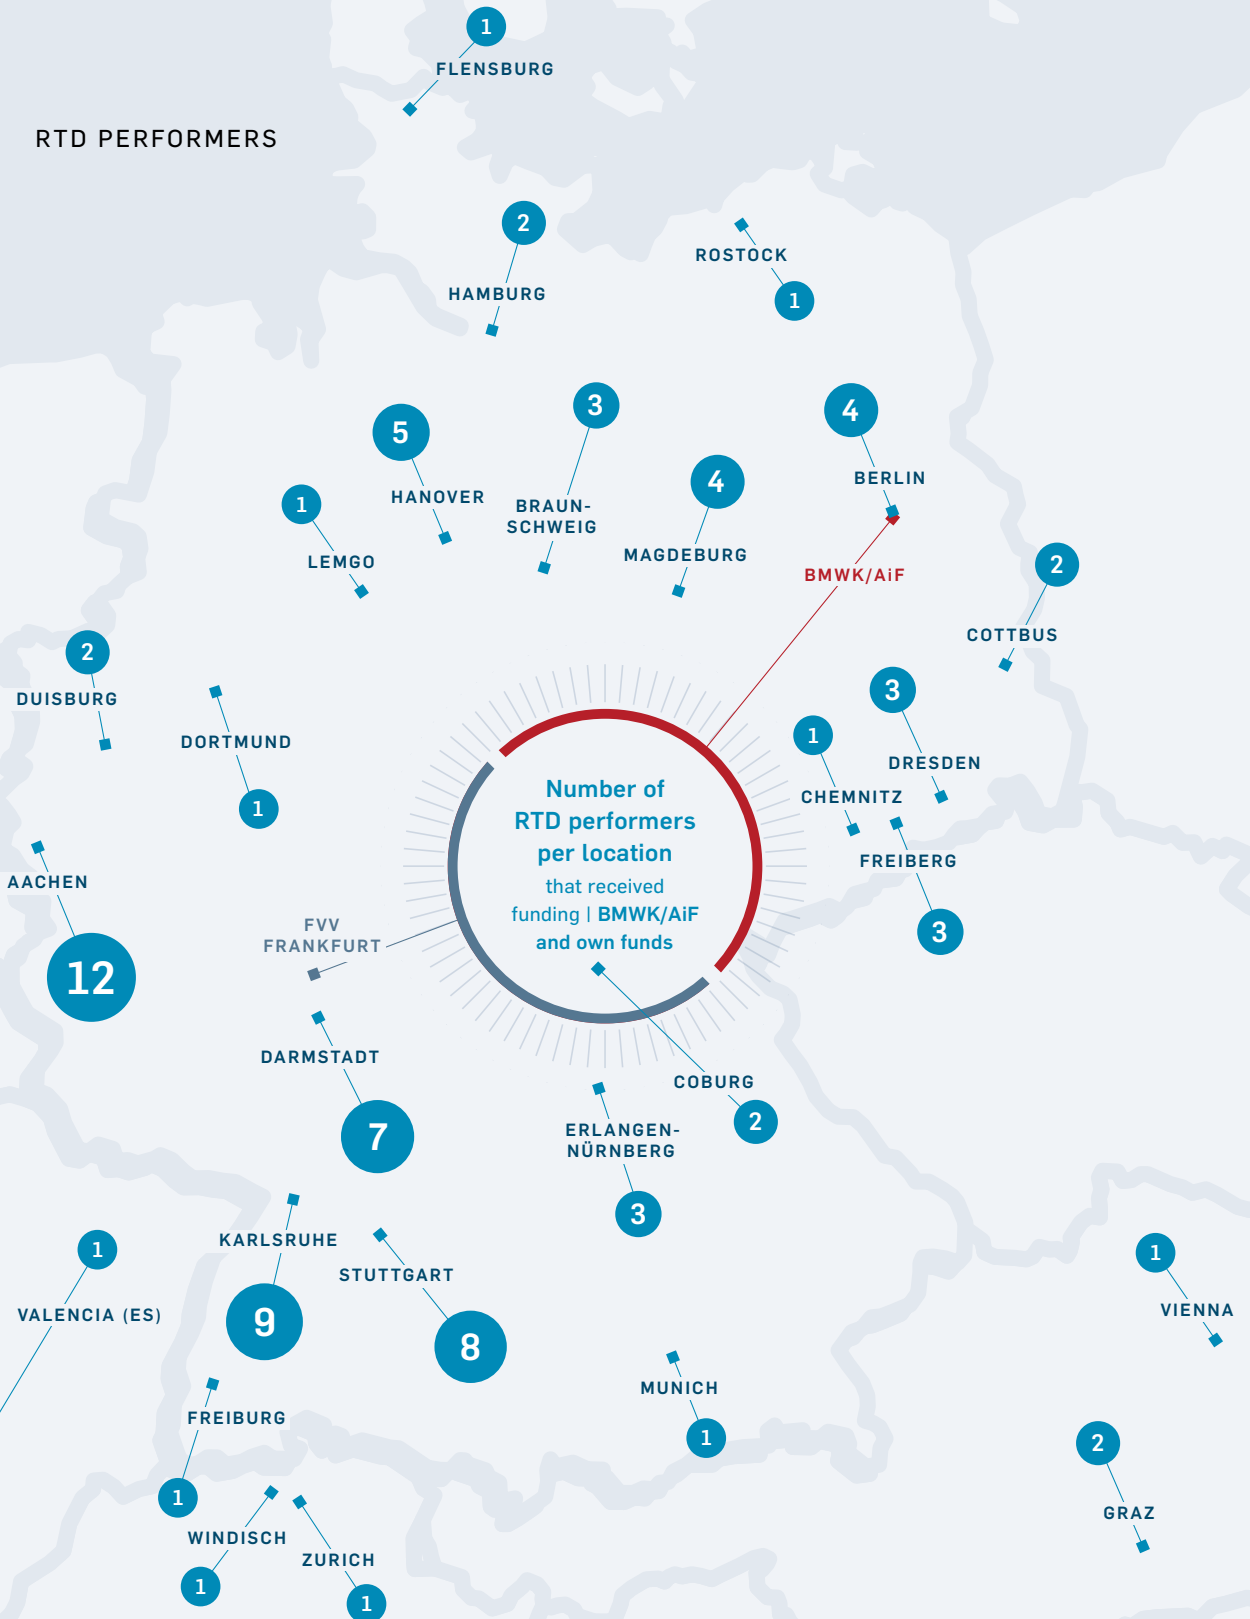 1
FLENSBURG
RTD PERFORMERS
2
HAMBURG
ROSTOCK
1
3
4
5
BERLIN
HANOVER
4
1
BRAUN-
SCHWEIG
LEMGO
MAGDEBURG
BMWK/AiF
2
COTTBUS
2
DUISBURG
3
DORTMUND
1
DRESDEN
CHEMNITZ
1
FREIBERG
3
Number of
RTD performers
per location
that received
funding | BMWK/AiF
and own funds
AACHEN
12
FVV
FRANKFURT
DARMSTADT
7
COBURG
2
ERLANGEN-
NÜRNBERG
3
KARLSRUHE
9
STUTTGART
8
1
VALENCIA (ES)
1
VIENNA
MUNICH
1
FREIBURG
1
2
GRAZ
WINDISCH
1
ZURICH
1